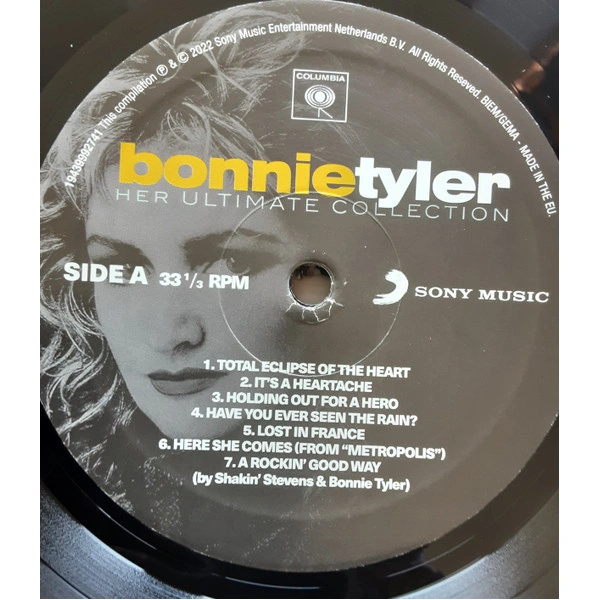 19439992741 This compilation ℗ & © 2022 Sony Music Entertainment Netherlands B.V. All Rights Reseved. BIEM/GEMA - MADE IN THE EU.
COLUMBIA
bonnietyler
HER ULTIMATE COLLECTION
SIDE A 33 1/3 RPM
SONY MUSIC
1. TOTAL ECLIPSE OF THE HEART
2. IT'S A HEARTACHE
3. HOLDING OUT FOR A HERO
4. HAVE YOU EVER SEEN THE RAIN?
5. LOST IN FRANCE
6. HERE SHE COMES (FROM "METROPOLIS")
7. A ROCKIN' GOOD WAY
(by Shakin' Stevens & Bonnie Tyler)